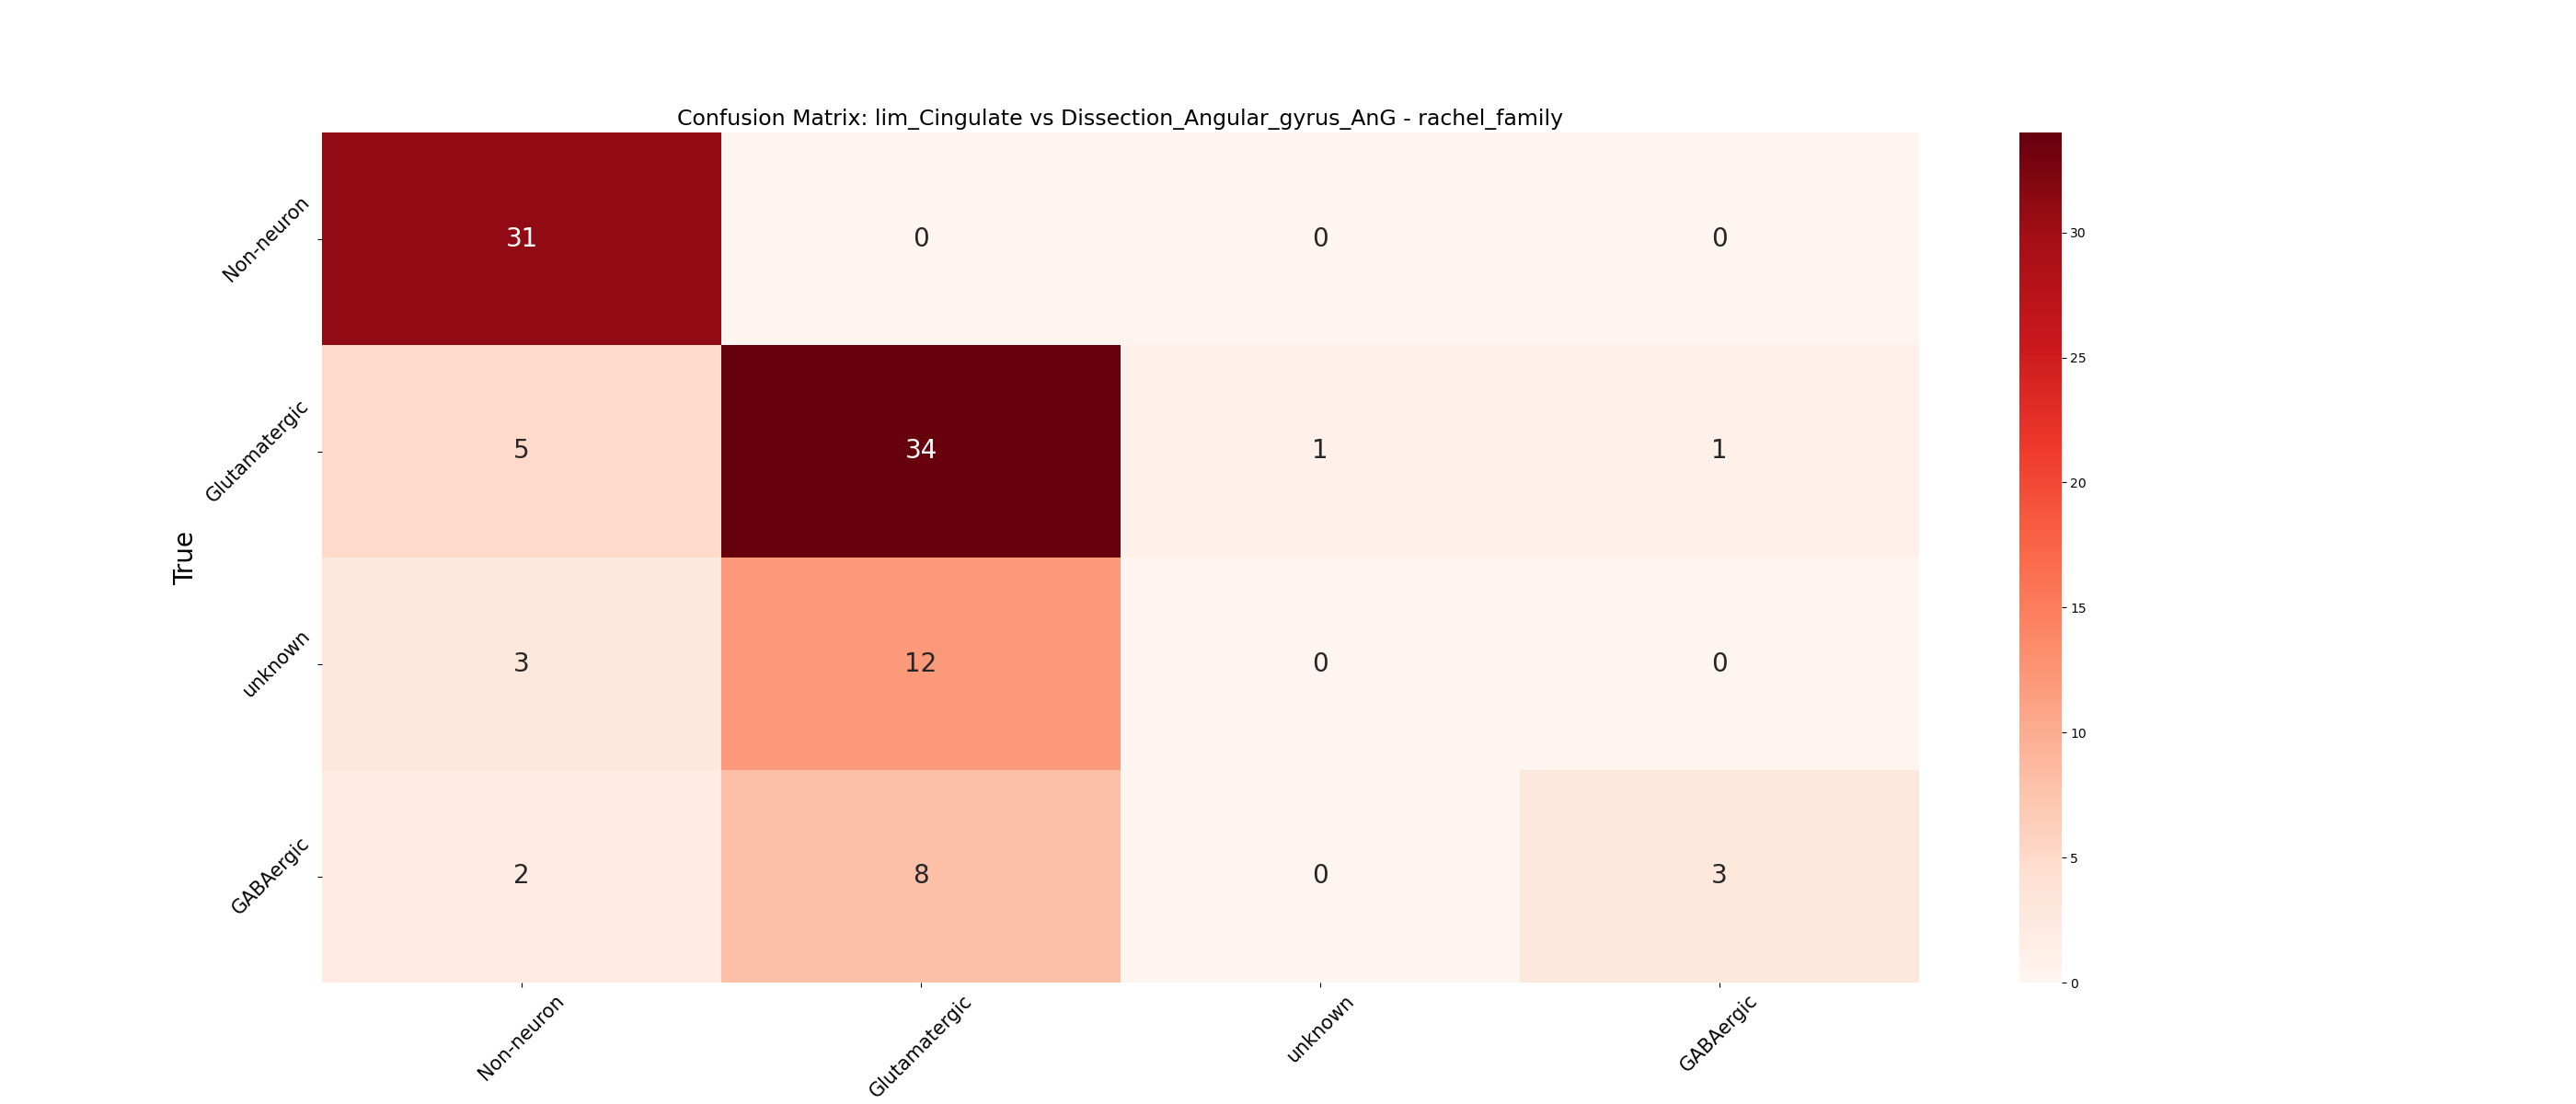 Confusion Matrix: lim_Cingulate vs Dissection_Angular_gyrus_AnG - rachel_family
True
Non-neuron 31 0 0 0
Glutamatergic 5 34 1 1
unknown 3 12 0 0
GABAergic 2 8 0 3
Non-neuron Glutamatergic unknown GABAergic
30
25
20
15
10
5
0